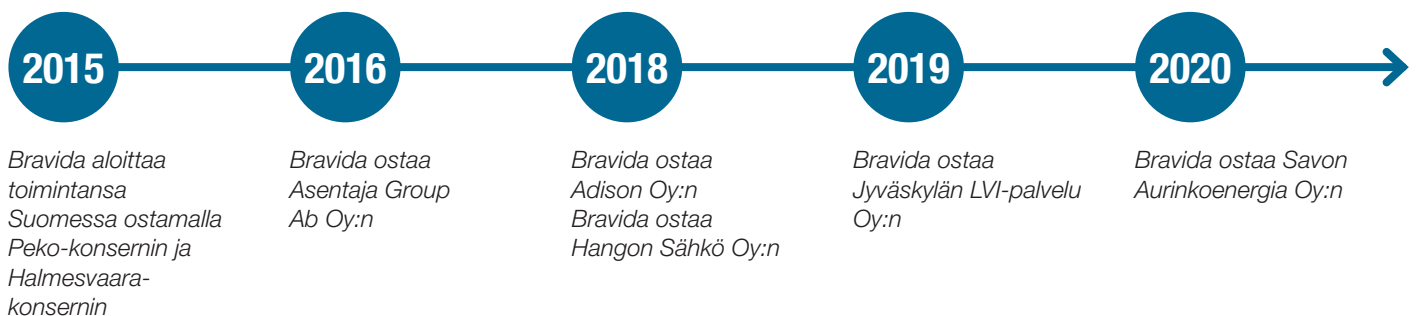 2015
2016
2018
2019
2020
Bravida aloittaa
toimintansa
Suomessa ostamalla
Peko-konsernin ja
Halmesvaara-
konsernin
Bravida ostaa
Asentaja Group
Ab Oy:n
Bravida ostaa
Adison Oy:n
Bravida ostaa
Hangon Sähkö Oy:n
Bravida ostaa
Jyväskylän LVI-palvelu
Oy:n
Bravida ostaa Savon
Aurinkoenergia Oy:n